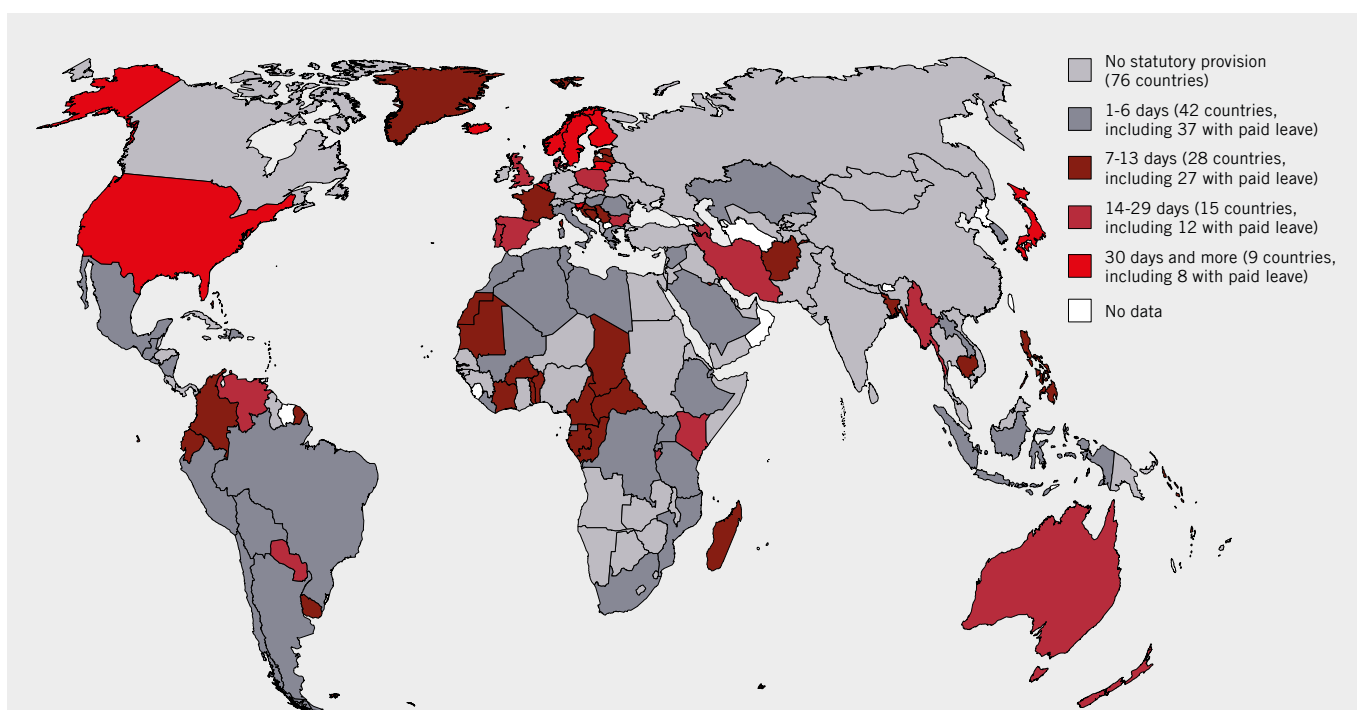 No statutory provision
(76 countries)
1-6 days (42 countries,
including 37 with paid leave)
7-13 days (28 countries,
including 27 with paid leave)
14-29 days (15 countries,
including 12 with paid leave)
30 days and more (9 countries,
including 8 with paid leave)
No data